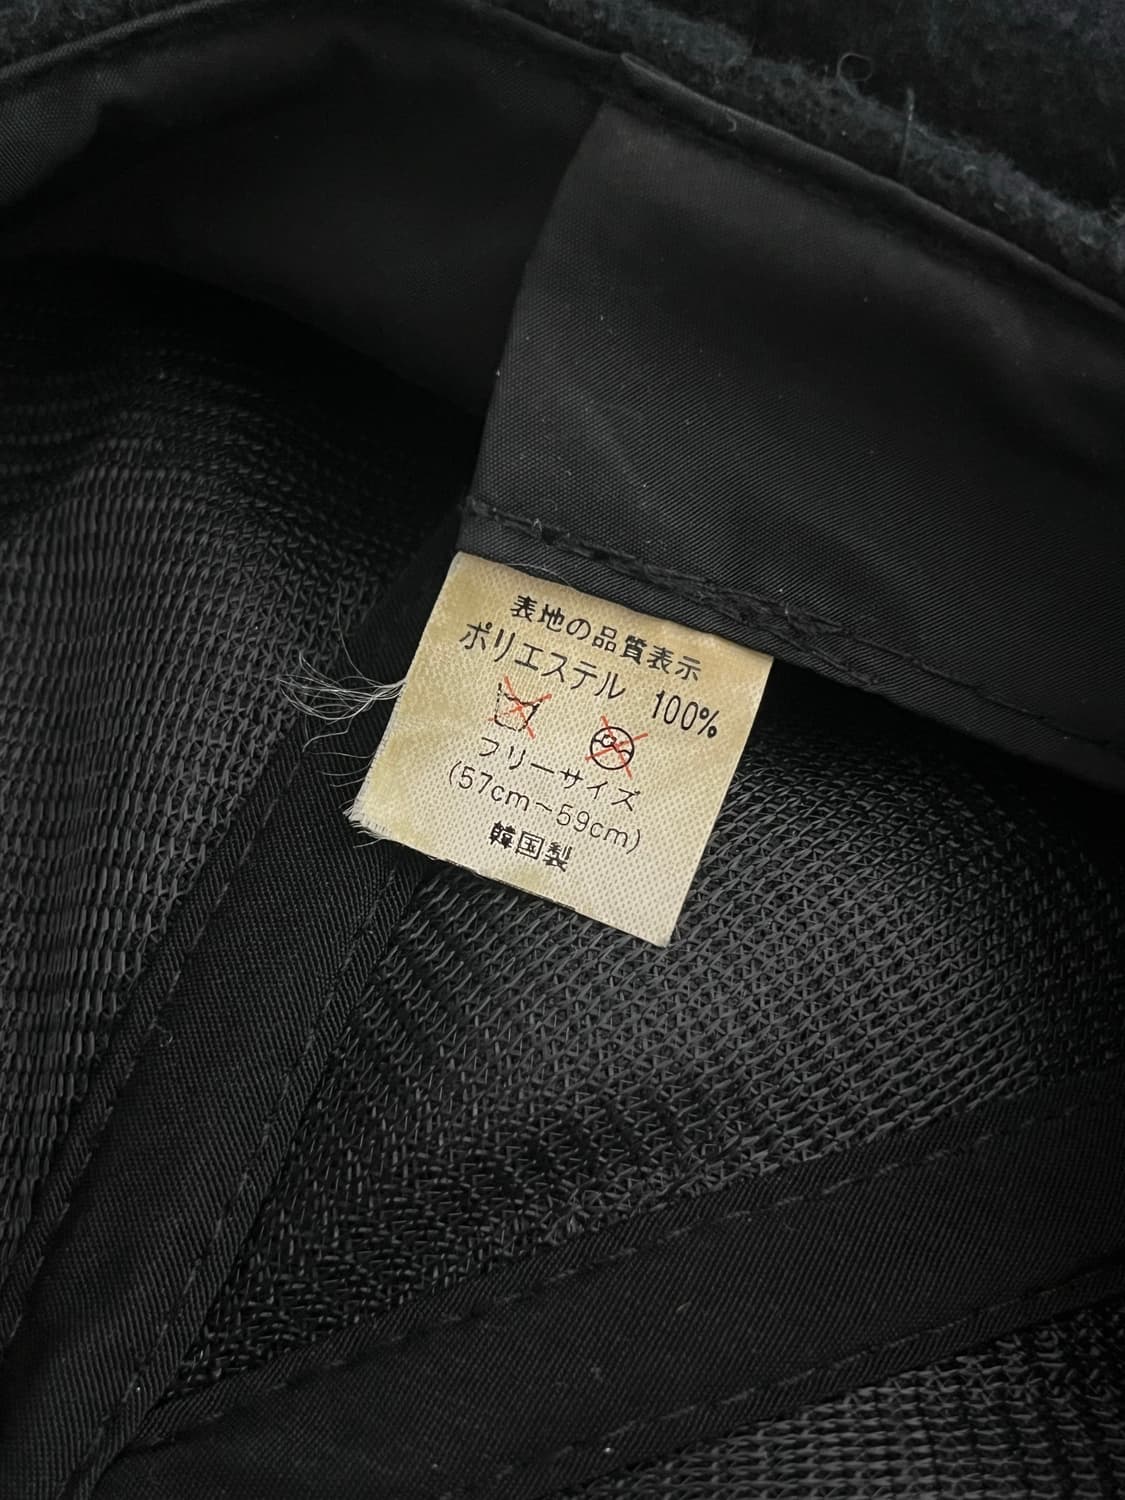 表地の品質表示
ポリエステル 100%
フリーサイズ
(57cm~59cm)
韓国製